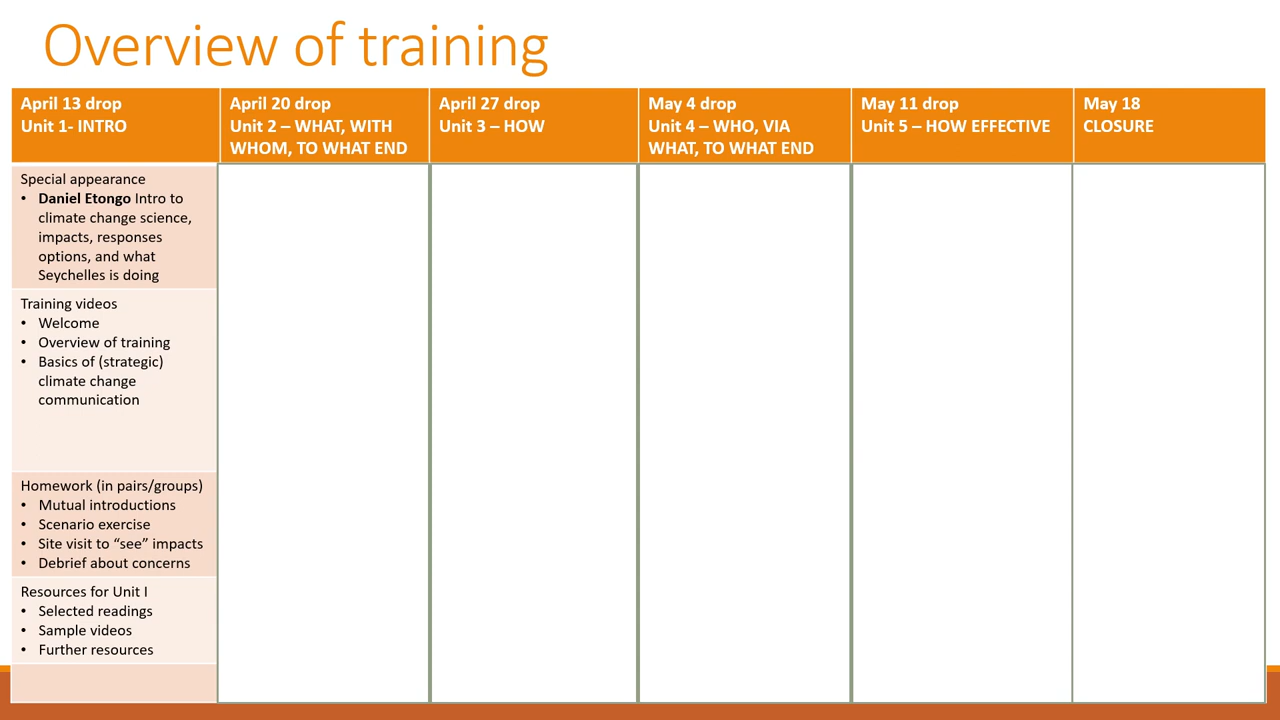 Overview of training
April 13 drop
Unit 1- INTRO
April 20 drop
Unit 2 – WHAT, WITH
WHOM, TO WHAT END
April 27 drop
Unit 3 – HOW
May 4 drop
Unit 4 – WHO, VIA
WHAT, TO WHAT END
May 11 drop
Unit 5 – HOW EFFECTIVE
May 18
CLOSURE
Special appearance
• Daniel Etongo Intro to
climate change science,
impacts, responses
options, and what
Seychelles is doing
Training videos
• Welcome
• Overview of training
• Basics of (strategic)
climate change
communication
Homework (in pairs/groups)
• Mutual introductions
• Scenario exercise
• Site visit to “see” impacts
• Debrief about concerns
Resources for Unit I
• Selected readings
• Sample videos
• Further resources